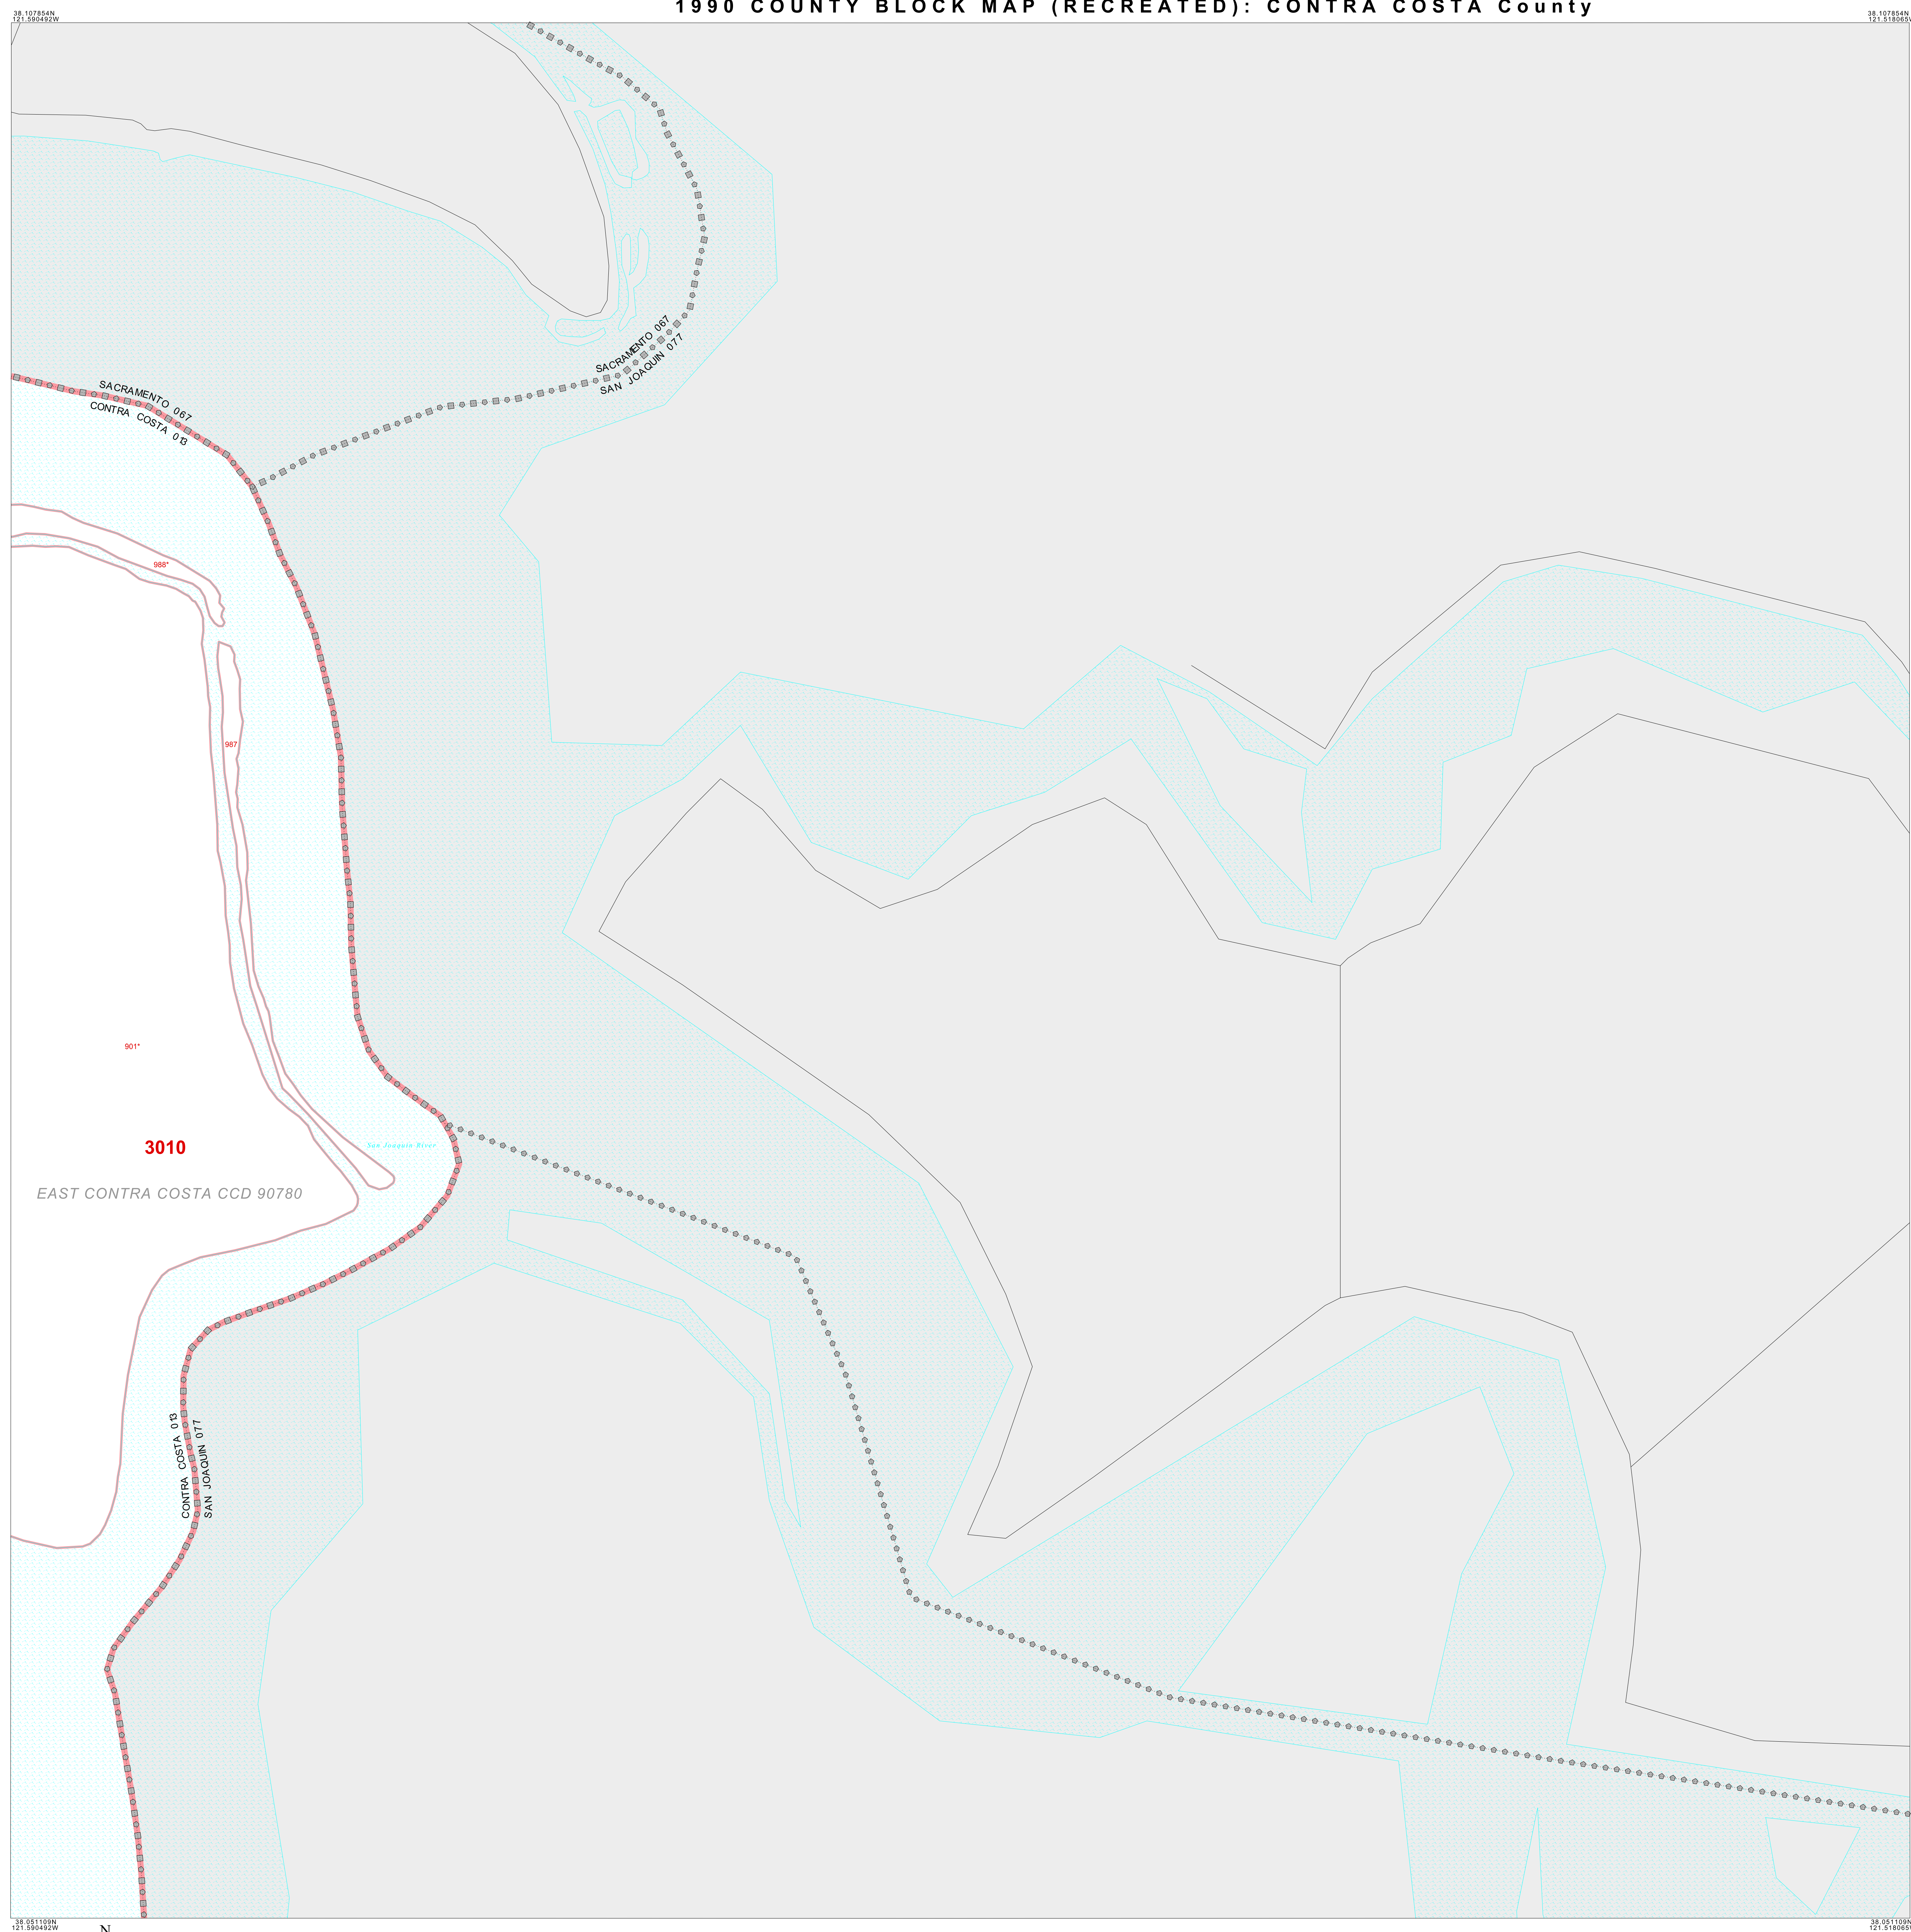 1990 COUNTY BLOCK MAP (RECREATED): CONTRA COSTA County
38.107854N
121.590492W
38.107854N
121.518065W
SACRAMENTO 067
SAN JOAQUIN 077
SACRAMENTO 067
CONTRA COSTA 013
988*
987
901*
3010
San Joaquin River
EAST CONTRA COSTA CCD 90780
CONTRA COSTA 013
SAN JOAQUIN 077
38.051109N
121.590492W
N
38.051109N
121.518065W